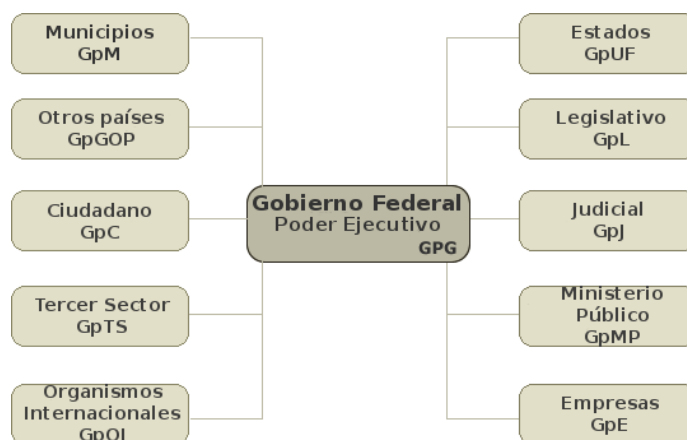 Municipios
GpM
Otros países
GpGOP
Ciudadano
GpC
Tercer Sector
GpTS
Organismos
Internacionales
GpOI
Gobierno Federal
Poder Ejecutivo
GPG
Estados
GpUF
Legislativo
GpL
Judicial
GpJ
Ministerio
Público
GpMP
Empresas
GpE